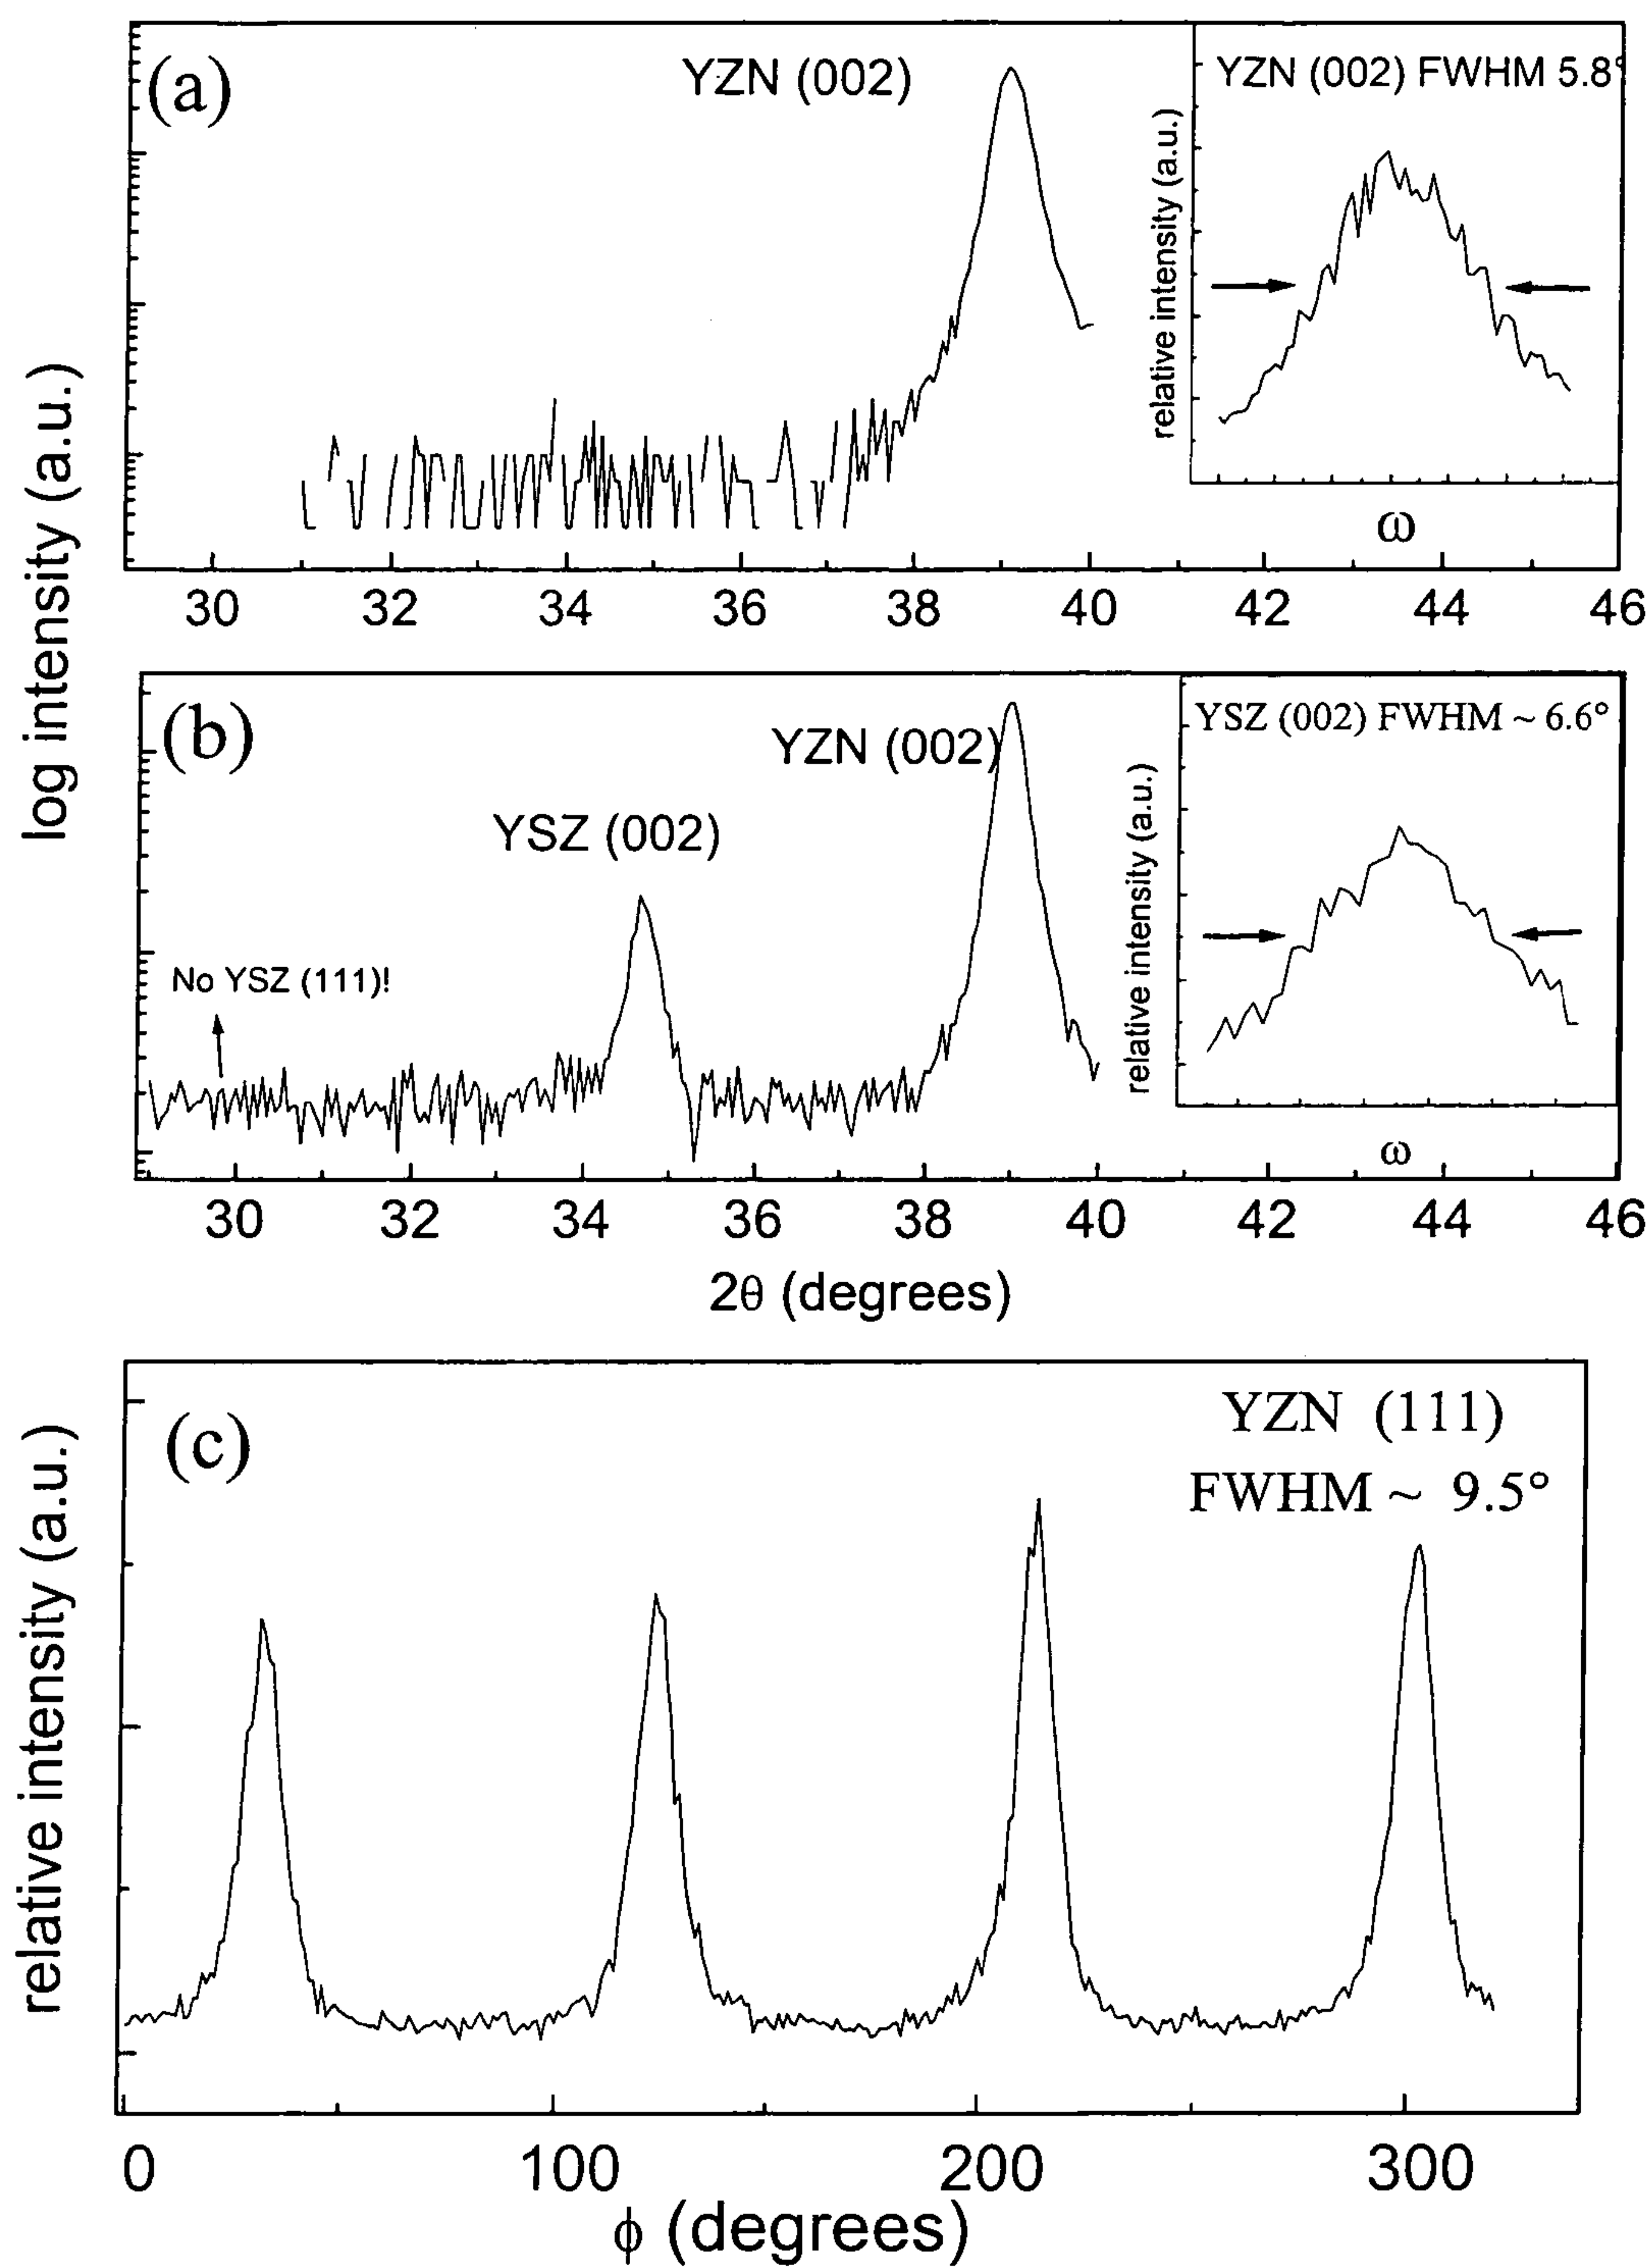 (a)
YZN (002)
YZN (002) FWHM 5.8°
relative intensity (a.u.)
ω
30 32 34 36 38 40 42 44 46
log intensity (a.u.)
(b)
YZN (002)
YSZ (002)
No YSZ (111)!
YSZ (002) FWHM ~ 6.6°
relative intensity (a.u.)
ω
30 32 34 36 38 40 42 44 46
2θ (degrees)
(c)
YZN (111)
FWHM ~ 9.5°
relative intensity (a.u.)
0 100 200 300
ϕ (degrees)